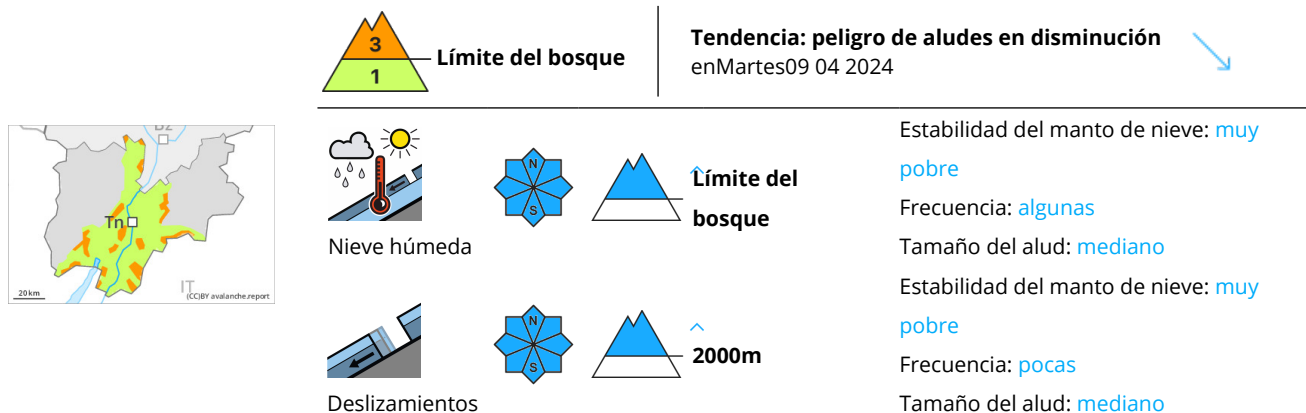 3
1
Límite del bosque
Tendencia: peligro de aludes en disminución
enMartes09 04 2024
BZ
Tn
IT
20 km
(CC)BY avalanche.report
N
S
Límite del
bosque
Nieve húmeda
Estabilidad del manto de nieve: muy
pobre
Frecuencia: algunas
Tamaño del alud: mediano
N
S
2000m
Deslizamientos
Estabilidad del manto de nieve: muy
pobre
Frecuencia: pocas
Tamaño del alud: mediano